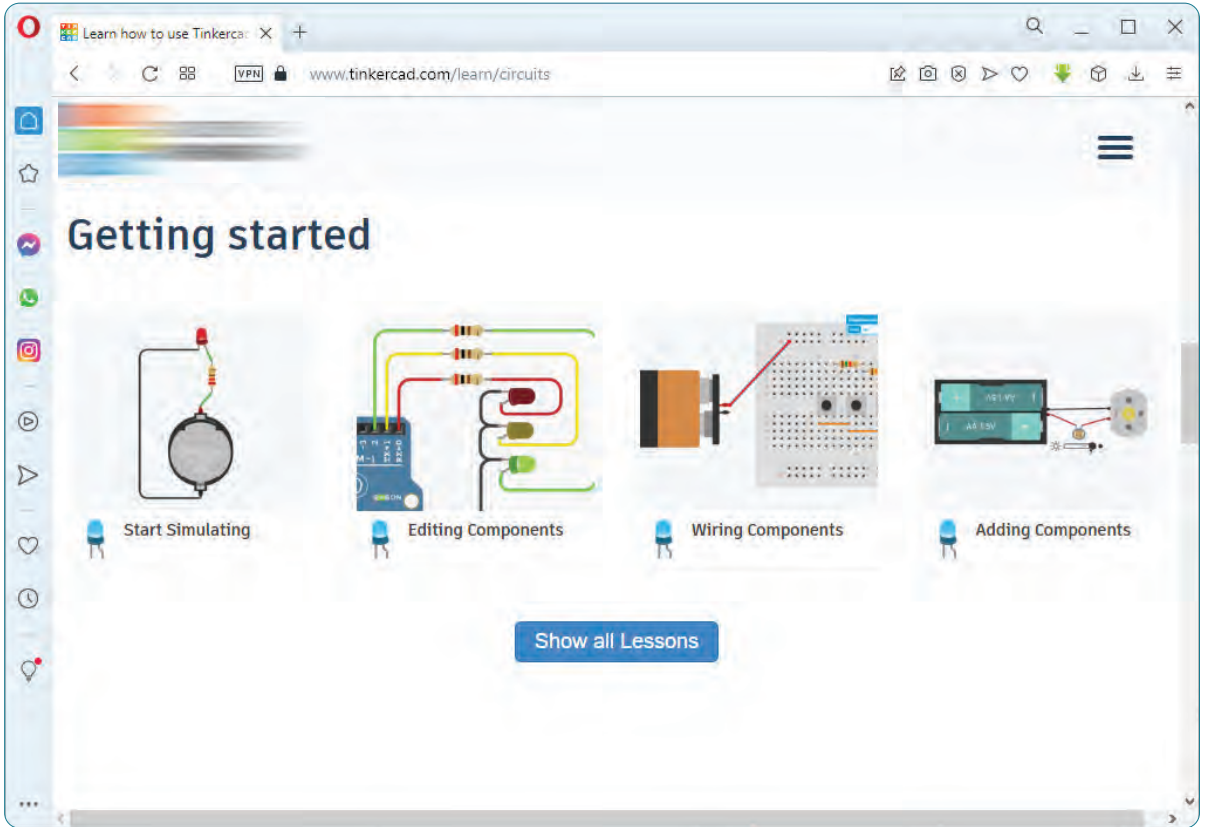 Learn how to use Tinkercad
VPN
www.tinkercad.com/learn/circuits
Getting started
Start Simulating
Editing Components
Wiring Components
Adding Components
Show all Lessons